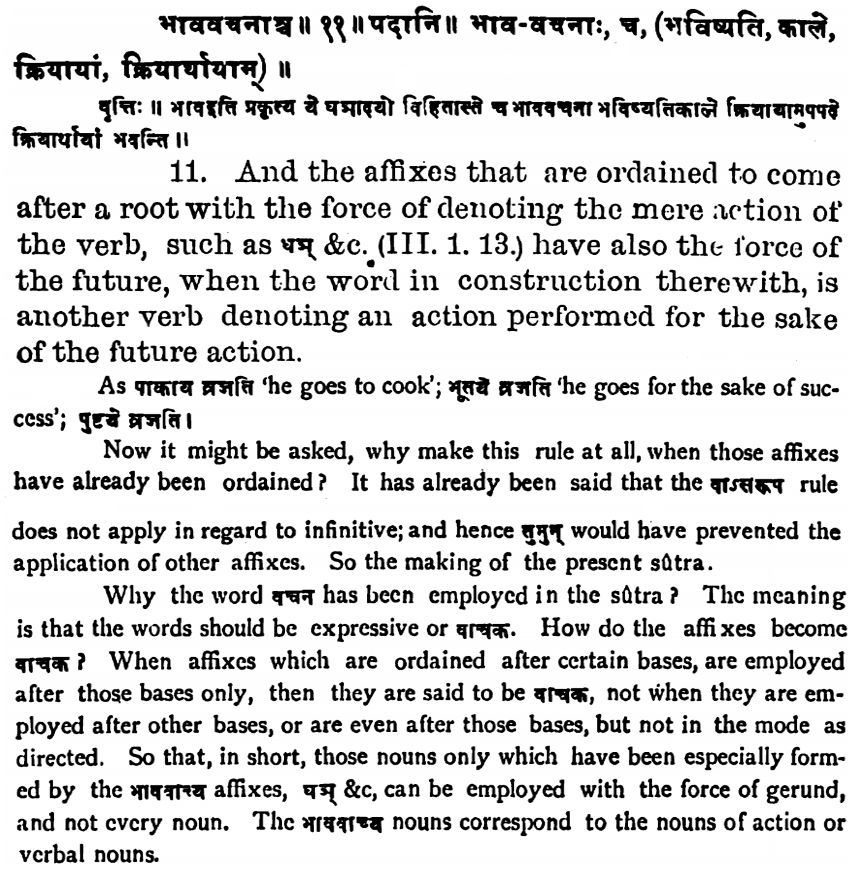 भाववचनाश्च ॥ ११ ॥ पदानि ॥ भाव-वचनाः, च, (भविष्यति, काले,
क्रियायां, क्रियार्थायाम्) ॥
वृत्तिः ॥ भावइति प्रकृत्य ये घञादयो विहितास्ते च भाववचना भविष्यतिकाले क्रियायामुपपदे
क्रियार्थायां भवन्ति ॥
11. And the affixes that are ordained to come
after a root with the force of denoting the mere action of
the verb, such as घञ् &c. (III. 1. 13.) have also the force of
the future, when the word in construction therewith, is
another verb denoting an action performed for the sake
of the future action.
As पाकाय व्रजति 'he goes to cook'; भूतये व्रजति 'he goes for the sake of suc-
cess'; पुष्टये व्रजति ।
Now it might be asked, why make this rule at all, when those affixes
have already been ordained? It has already been said that the वाऽसरूप rule
does not apply in regard to infinitive; and hence तुमुन् would have prevented the
application of other affixes. So the making of the present sûtra.
Why the word वचन has been employed in the sûtra? The meaning
is that the words should be expressive or वाचक. How do the affixes become
वाचक? When affixes which are ordained after certain bases, are employed
after those bases only, then they are said to be वाचक, not when they are em-
ployed after other bases, or are even after those bases, but not in the mode as
directed. So that, in short, those nouns only which have been especially form-
ed by the भाववाच्य affixes, घञ् &c, can be employed with the force of gerund,
and not every noun. The भाववाच्य nouns correspond to the nouns of action or
verbal nouns.